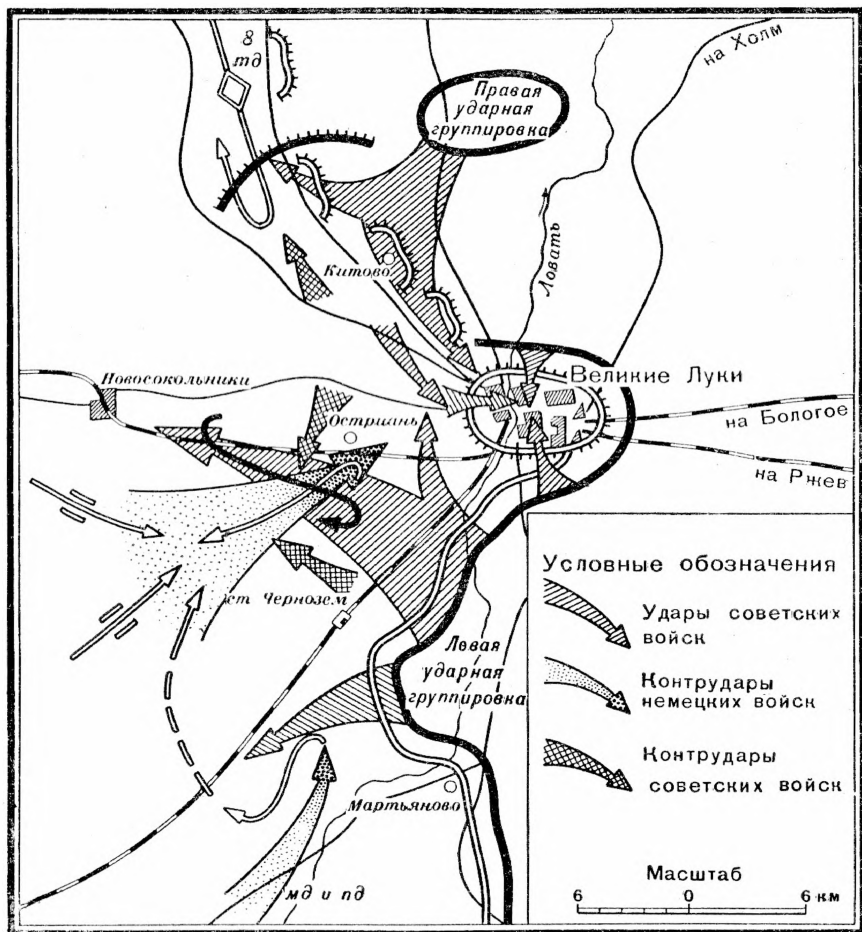 8
тд
Правая
ударная
группировка
на Холм
Ловать
Китово
Новосокольники
Остриань
Великие Луки
на Бологое
на Ржев
ст Чернозем
Левая
ударная
группировка
Мартьяново
мд и пд
Условные обозначения
Удары советских
войск
Контрудары
немецких войск
Контрудары
советских войск
Масштаб
6 0 6 км